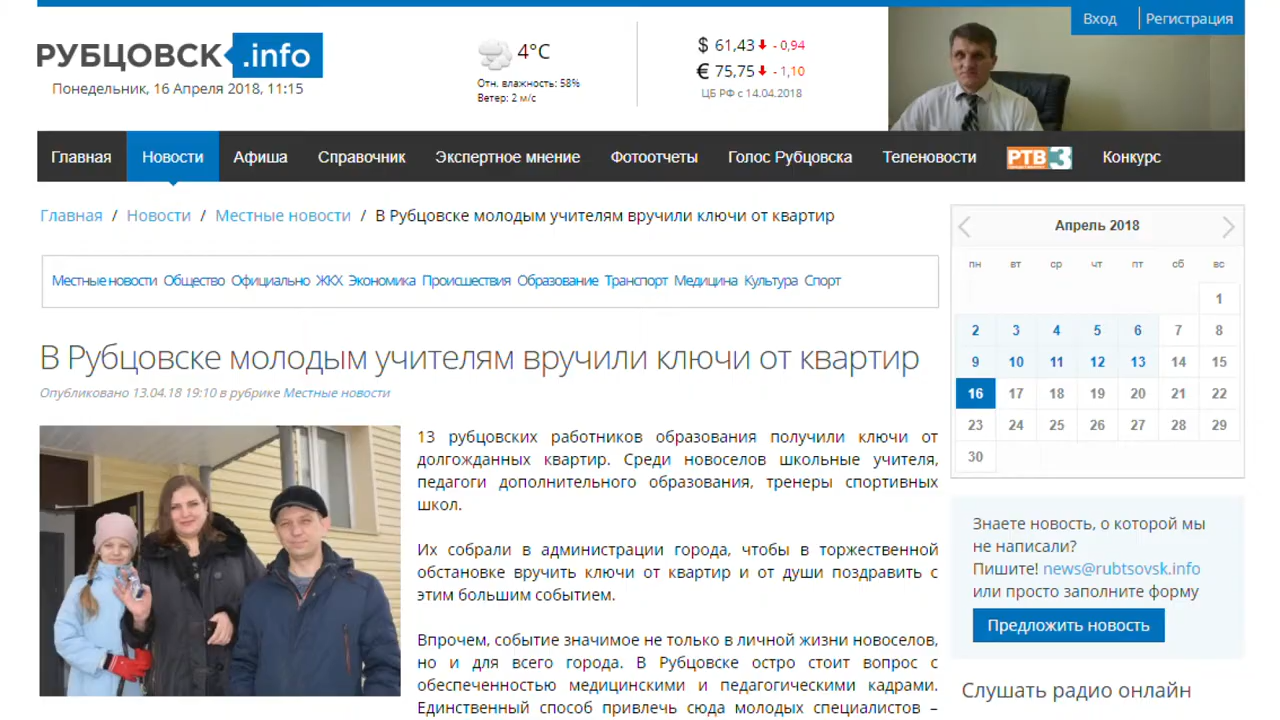 Вход Регистрация
РУБЦОВСК .info
Понедельник, 16 Апреля 2018, 11:15
4°C
Отн. влажность: 58%
Ветер: 2 м/с
$ 61,43 - 0,94
€ 75,75 - 1,10
ЦБ РФ с 14.04.2018
Главная Новости Афиша Справочник Экспертное мнение Фотоотчеты Голос Рубцовска Теленовости РТВ 3 Конкурс
Главная / Новости / Местные новости / В Рубцовске молодым учителям вручили ключи от квартир
Местные новости Общество Официально ЖКХ Экономика Происшествия Образование Транспорт Медицина Культура Спорт
В Рубцовске молодым учителям вручили ключи от квартир
Опубликовано 13.04.18 19:10 в рубрике Местные новости
13 рубцовских работников образования получили ключи от
долгожданных квартир. Среди новоселов школьные учителя,
педагоги дополнительного образования, тренеры спортивных
школ.
Их собрали в администрации города, чтобы в торжественной
обстановке вручить ключи от квартир и от души поздравить с
этим большим событием.
Впрочем, событие значимое не только в личной жизни новоселов,
но и для всего города. В Рубцовске остро стоит вопрос с
обеспеченностью медицинскими и педагогическими кадрами.
Единственный способ привлечь сюда молодых специалистов –
Апрель 2018
пн вт ср чт пт сб вс
1
2 3 4 5 6 7 8
9 10 11 12 13 14 15
16 17 18 19 20 21 22
23 24 25 26 27 28 29
30
Знаете новость, о которой мы
не написали?
Пишите! news@rubtsovsk.info
или просто заполните форму
Предложить новость
Слушать радио онлайн